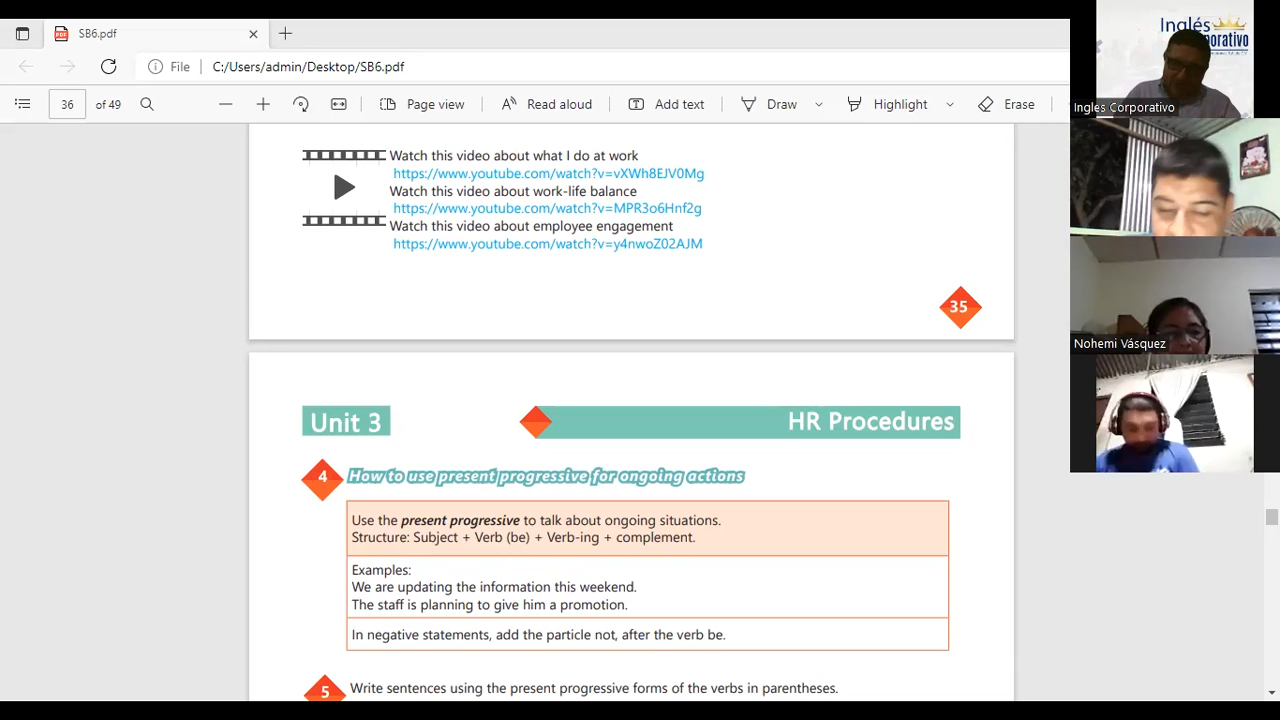 SB6.pdf
File
C:/Users/admin/Desktop/SB6.pdf
36 of 49
Page view
Read aloud
Add text
Draw
Highlight
Erase
Watch this video about what I do at work
https://www.youtube.com/watch?v=vXWh8EJV0Mg
Watch this video about work-life balance
https://www.youtube.com/watch?v=MPR3o6Hnf2g
Watch this video about employee engagement
https://www.youtube.com/watch?v=y4nwoZ02AJM
35
Unit 3
HR Procedures
4
How to use present progressive for ongoing actions
Use the present progressive to talk about ongoing situations.
Structure: Subject + Verb (be) + Verb-ing + complement.
Examples:
We are updating the information this weekend.
The staff is planning to give him a promotion.
In negative statements, add the particle not, after the verb be.
5
Write sentences using the present progressive forms of the verbs in parentheses.
Inglés
Ingles Corporativo
Nohemi Vásquez